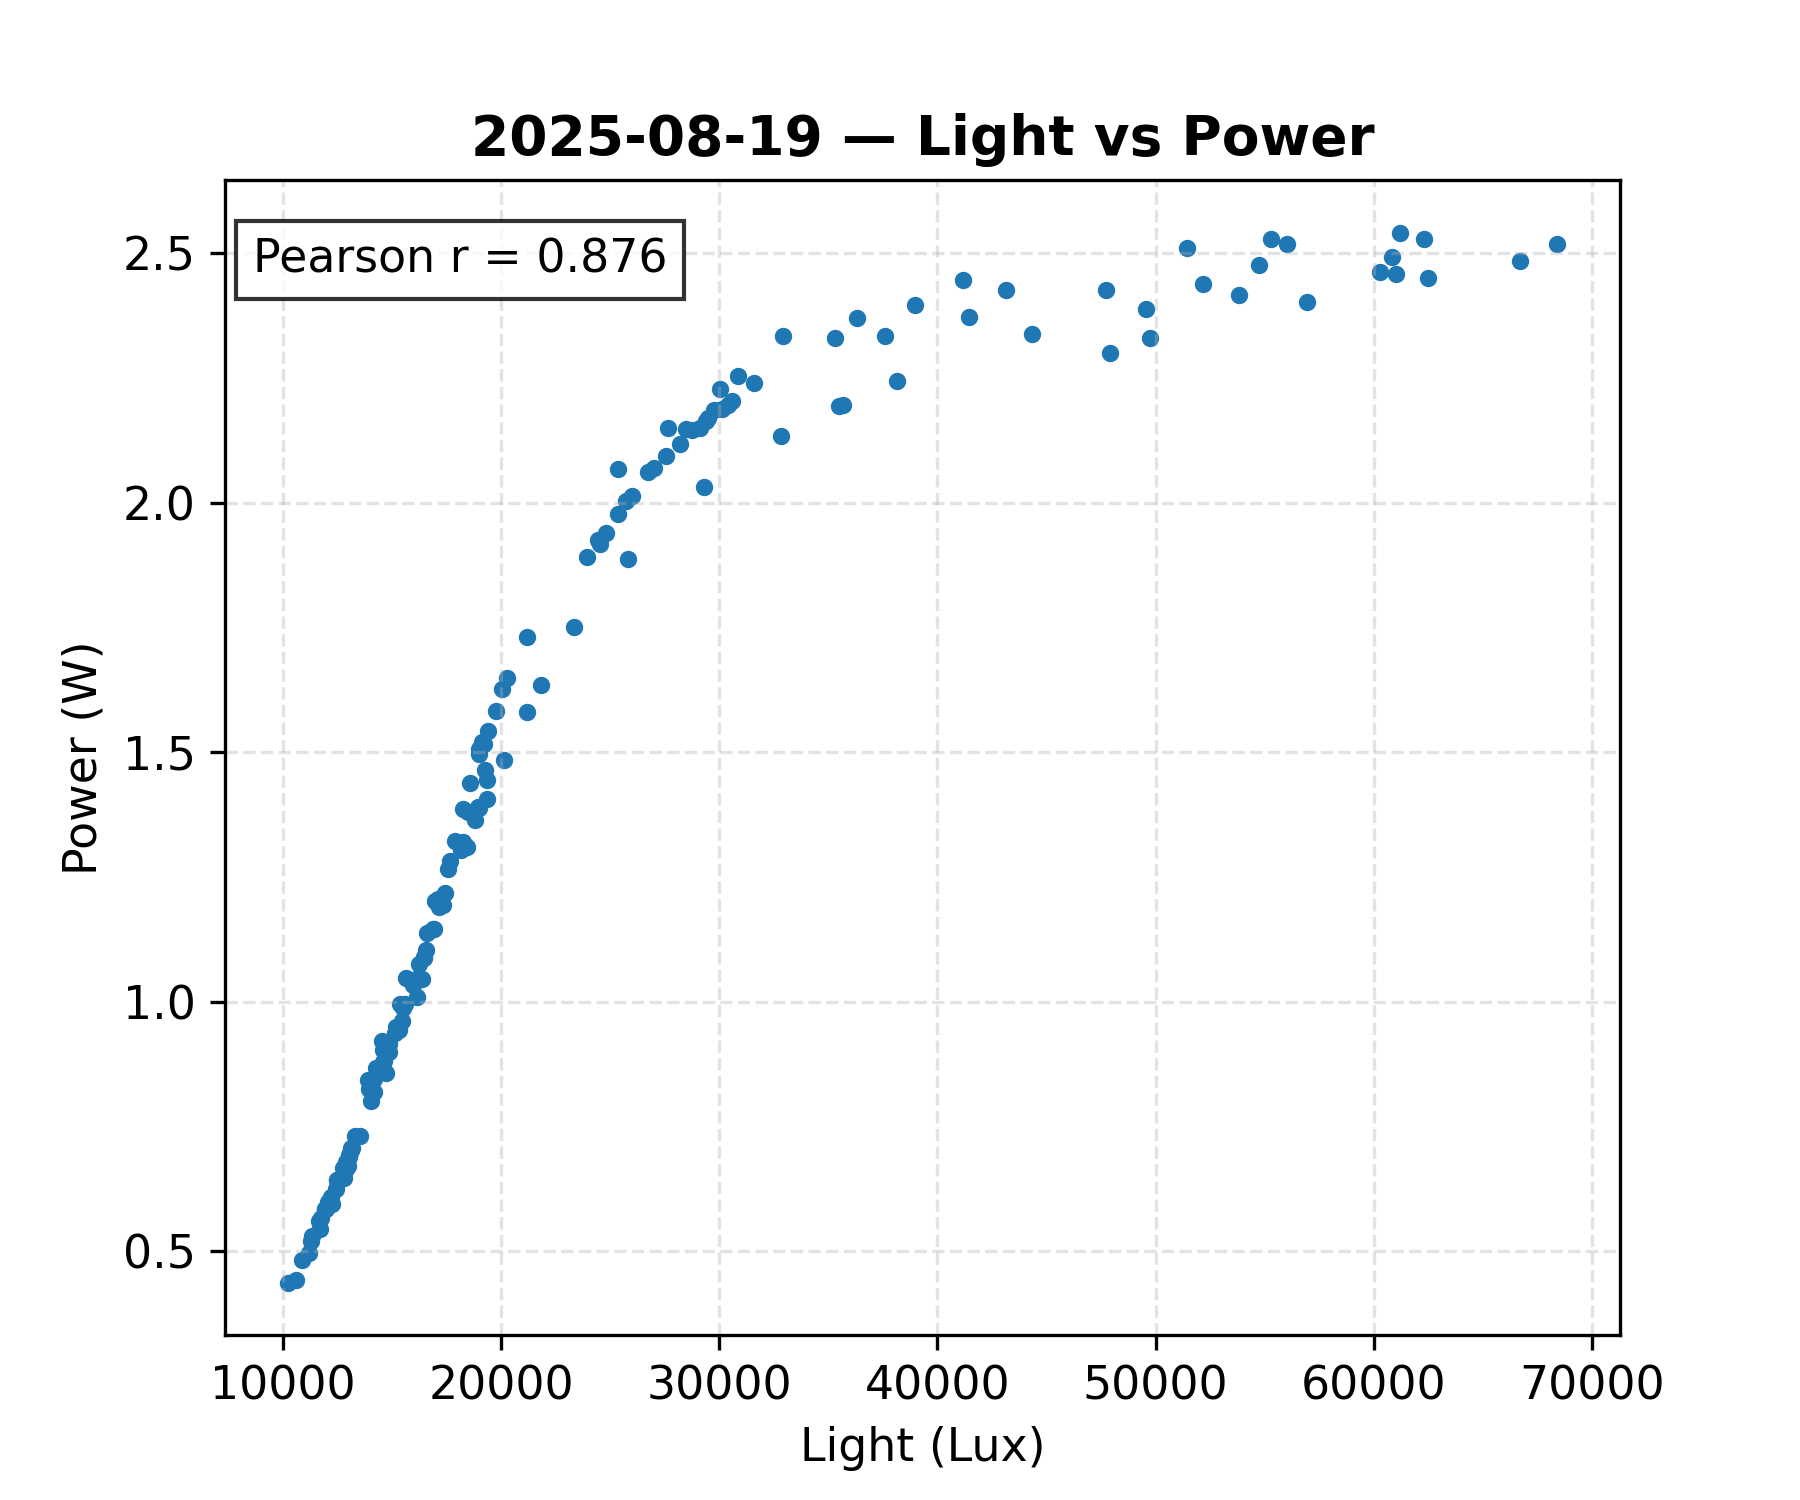 2025-08-19 — Light vs Power
Pearson r = 0.876
2.5
2.0
1.5
1.0
0.5
Power (W)
10000 20000 30000 40000 50000 60000 70000
Light (Lux)